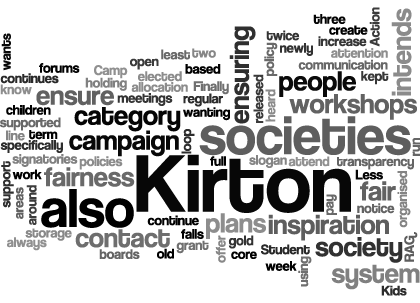 three
wants
twice
create
Action
newly
increase
Intends
least
two
open
attention
forums
Camp
elected
based
communication
continues
holding
allocation
Finally
ensuring
policy
people
kept
know
ensure
meetings
regular
released
heard
workshops
children
category
wanting
supported
line
term
campaign
loop
societies
run
specifically
signatories
policies
full
slogan
attend
transparency
support
work
fairness
Kirton
Less
fair
areas
around
also
pay
notice
organised
continue
plans
inspiration
storage
contact
falls
offer
gold
Student
society
RAG
always
grant
boards
old
core
week
using
system
Kids